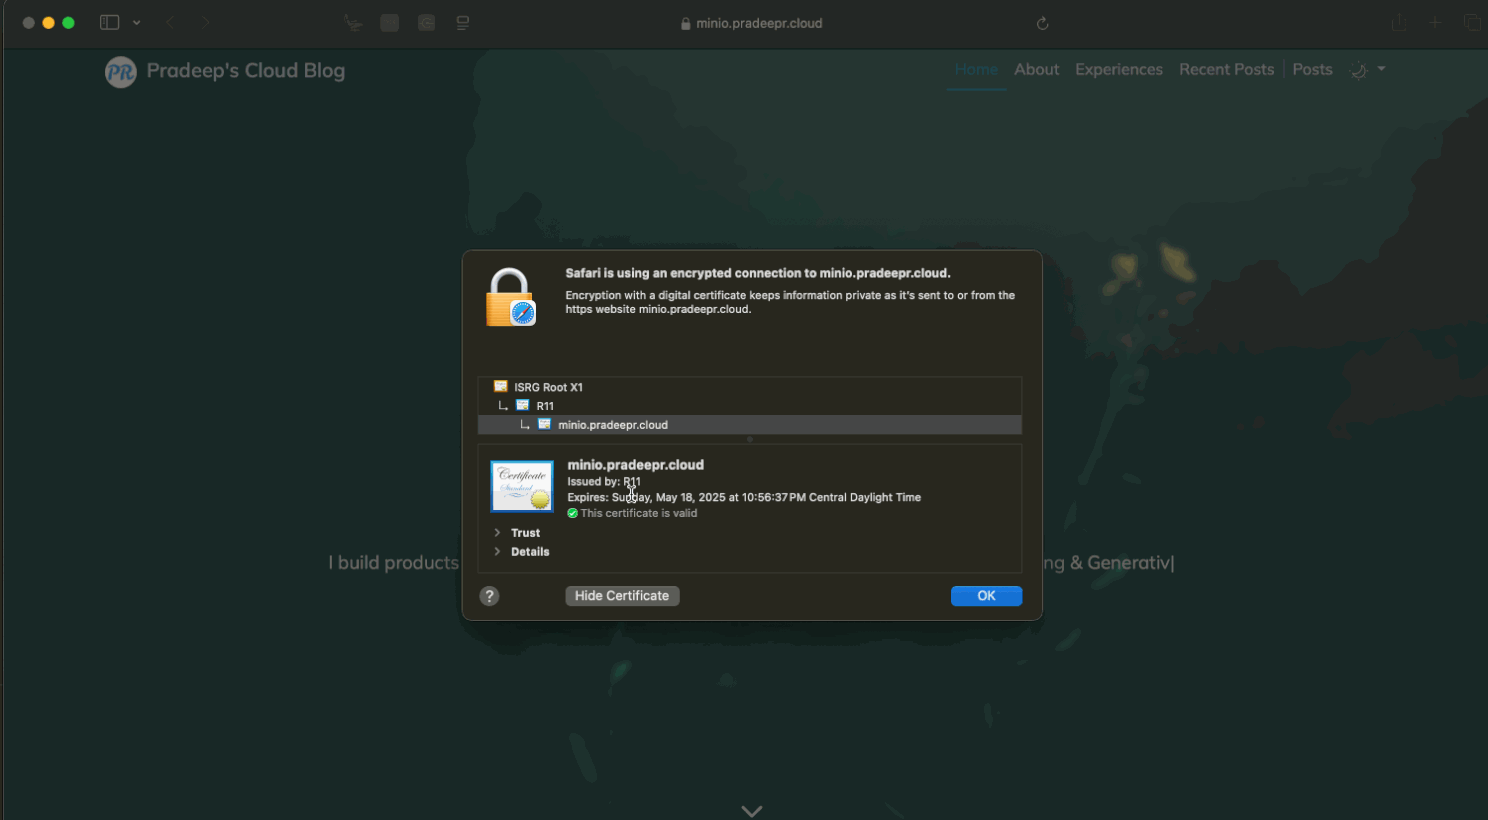 minio.pradeepr.cloud
PR Pradeep's Cloud Blog
Home About Experiences Recent Posts Posts
Safari is using an encrypted connection to minio.pradeepr.cloud.
Encryption with a digital certificate keeps information private as it's sent to or from the
https website minio.pradeepr.cloud.
ISRG Root X1
R11
minio.pradeepr.cloud
Certificate
Standard
minio.pradeepr.cloud
Issued by: R11
Expires: Sunday, May 18, 2025 at 10:56:37 PM Central Daylight Time
This certificate is valid
Trust
Details
I build products
ng & Generativ|
? Hide Certificate OK